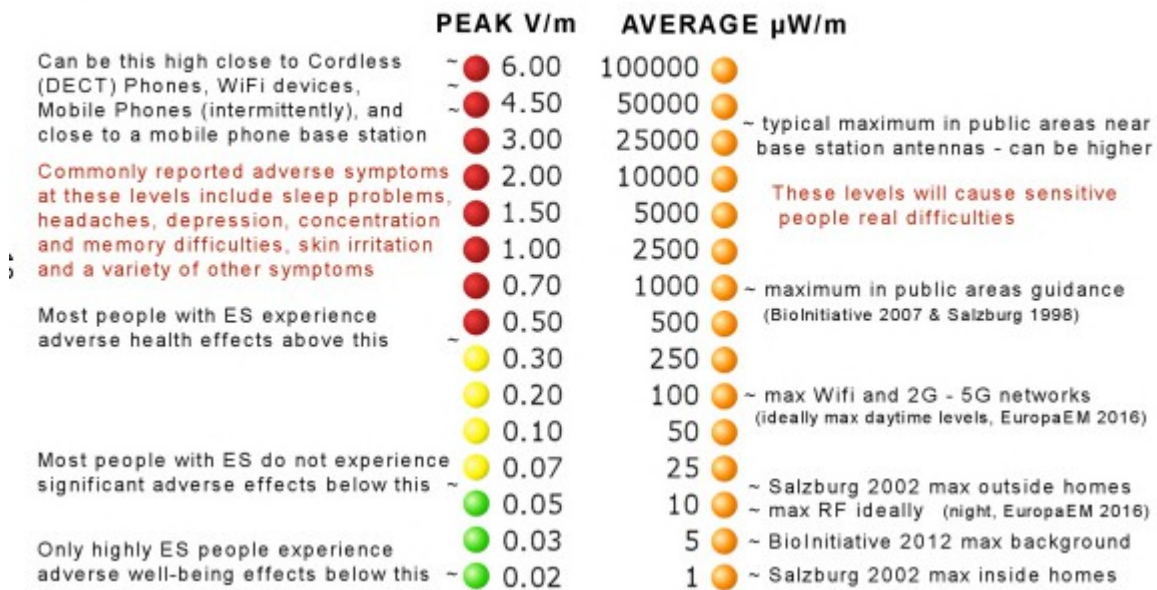 PEAK V/m
AVERAGE µW/m
Can be this high close to Cordless
(DECT) Phones, WiFi devices,
Mobile Phones (intermittently), and
close to a mobile phone base station
Commonly reported adverse symptoms
at these levels include sleep problems,
headaches, depression, concentration
and memory difficulties, skin irritation
and a variety of other symptoms
Most people with ES experience
adverse health effects above this ~
Most people with ES do not experience
significant adverse effects below this ~
Only highly ES people experience
adverse well-being effects below this ~
~ 6.00
~
~ 4.50
3.00
2.00
1.50
1.00
0.70
0.50
0.30
0.20
0.10
0.07
0.05
0.03
0.02
100000
50000
25000
10000
5000
2500
1000
500
250
100
50
25
10
5
1
~ typical maximum in public areas near
base station antennas - can be higher
These levels will cause sensitive
people real difficulties
~ maximum in public areas guidance
(BioInitiative 2007 & Salzburg 1998)
~ max Wifi and 2G - 5G networks
(ideally max daytime levels, EuropaEM 2016)
~ Salzburg 2002 max outside homes
~ max RF ideally (night, EuropaEM 2016)
~ BioInitiative 2012 max background
~ Salzburg 2002 max inside homes